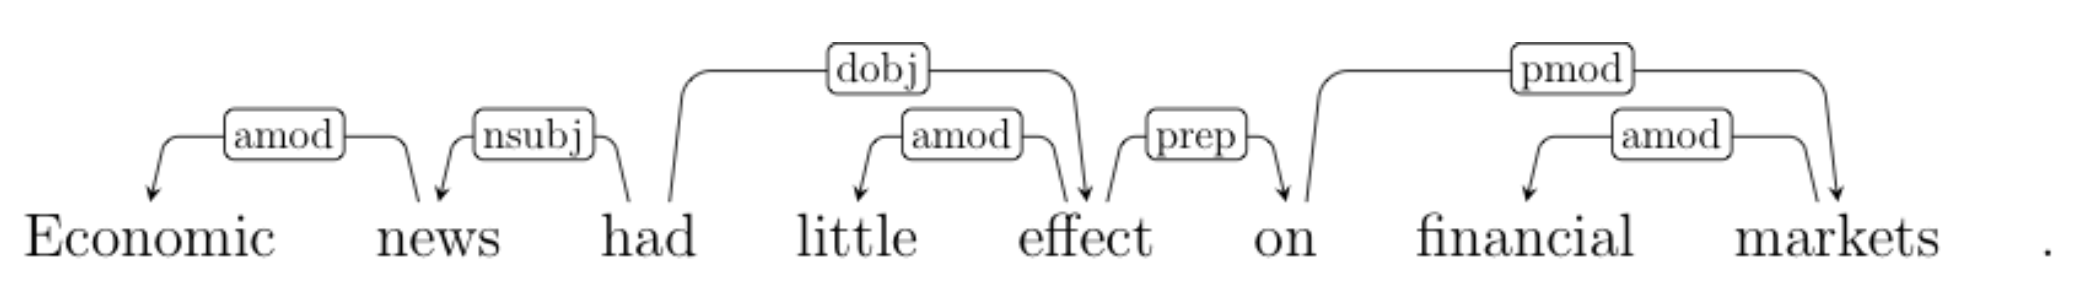 dobj pmod
amod nsubj amod prep amod
Economic news had little effect on financial markets .